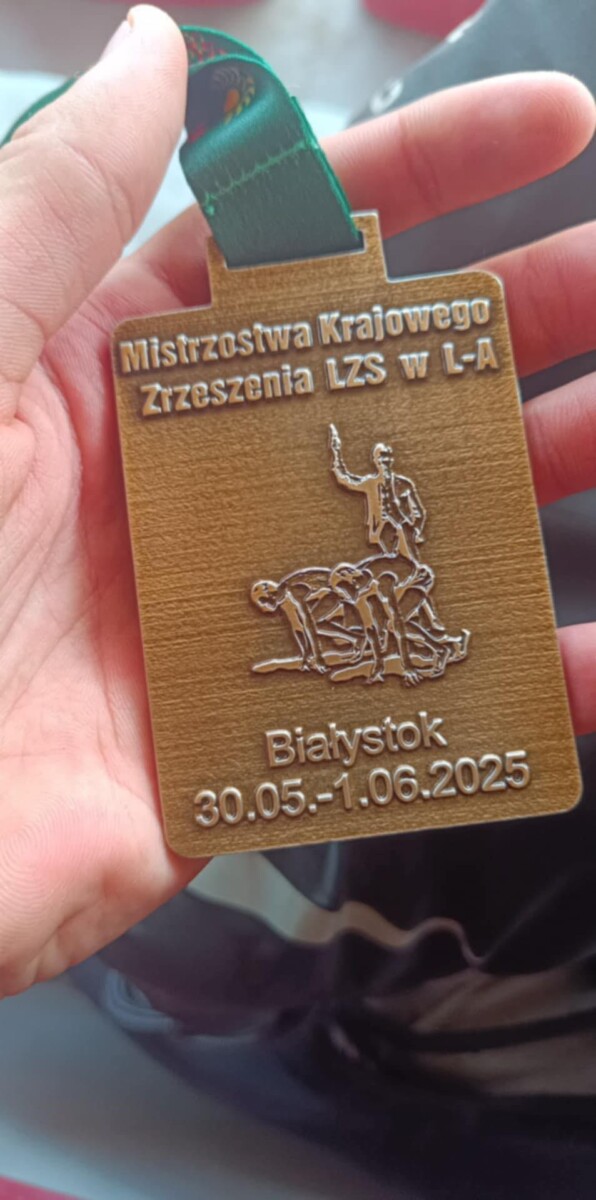 Mistrzostwa Krajowego
Zrzeszenia LZS w L-A
Białystok
30.05.-1.06.2025